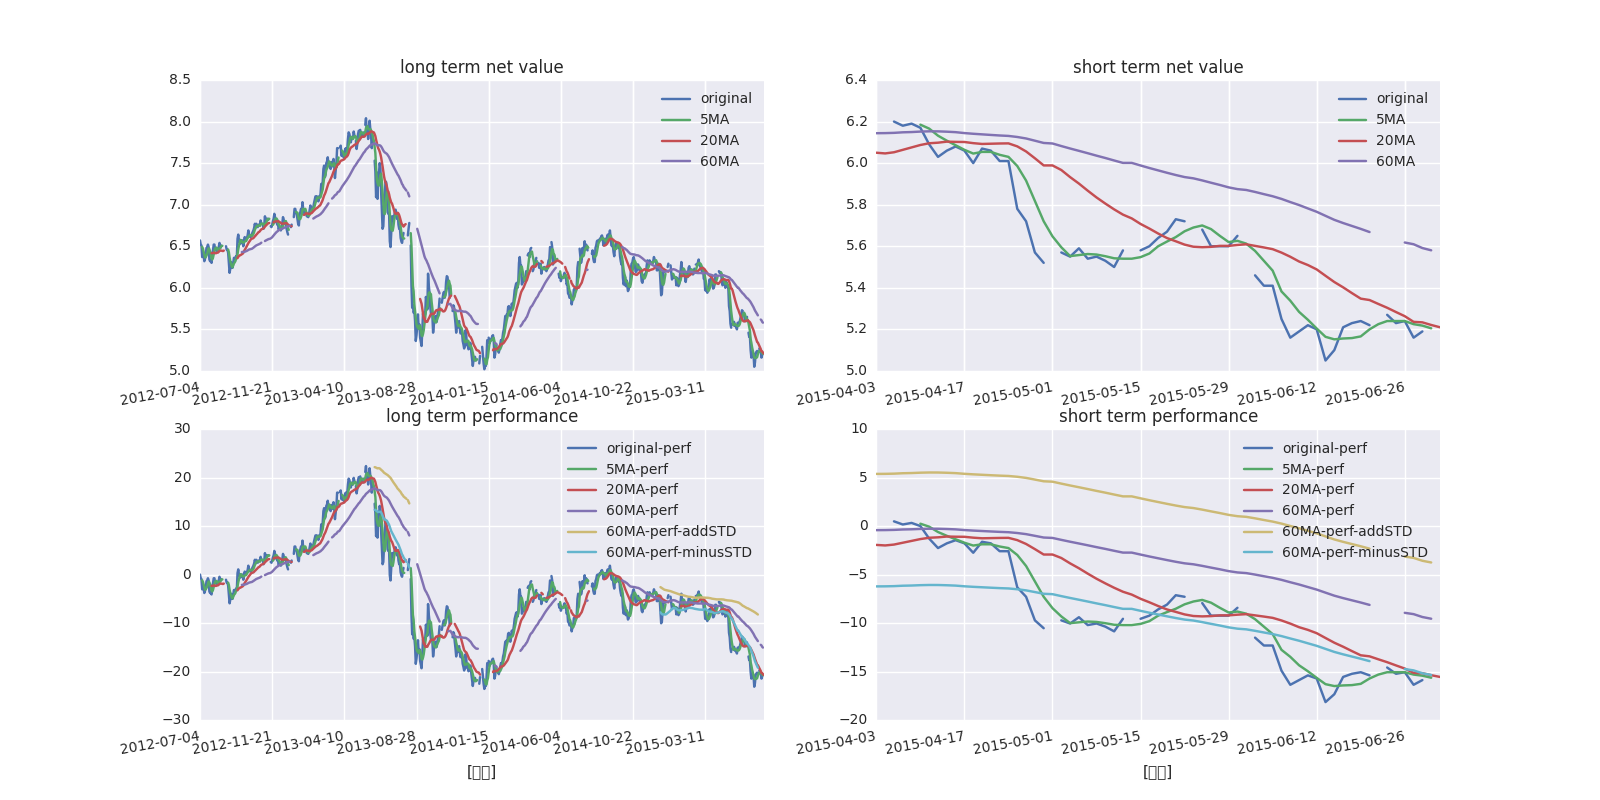 long term net value
8.5
8.0
7.5
7.0
6.5
6.0
5.5
5.0
original
5MA
20MA
60MA
2012-07-04
2012-11-21
2013-04-10
2013-08-28
2014-01-15
2014-06-04
2014-10-22
2015-03-11
short term net value
6.4
6.2
6.0
5.8
5.6
5.4
5.2
5.0
original
5MA
20MA
60MA
2015-04-03
2015-04-17
2015-05-01
2015-05-15
2015-05-29
2015-06-12
2015-06-26
long term performance
30
20
10
0
−10
−20
−30
original-perf
5MA-perf
20MA-perf
60MA-perf
60MA-perf-addSTD
60MA-perf-minusSTD
2012-07-04
2012-11-21
2013-04-10
2013-08-28
2014-01-15
2014-06-04
2014-10-22
2015-03-11
[▯▯]
short term performance
10
5
0
−5
−10
−15
−20
original-perf
5MA-perf
20MA-perf
60MA-perf
60MA-perf-addSTD
60MA-perf-minusSTD
2015-04-03
2015-04-17
2015-05-01
2015-05-15
2015-05-29
2015-06-12
2015-06-26
[▯▯]